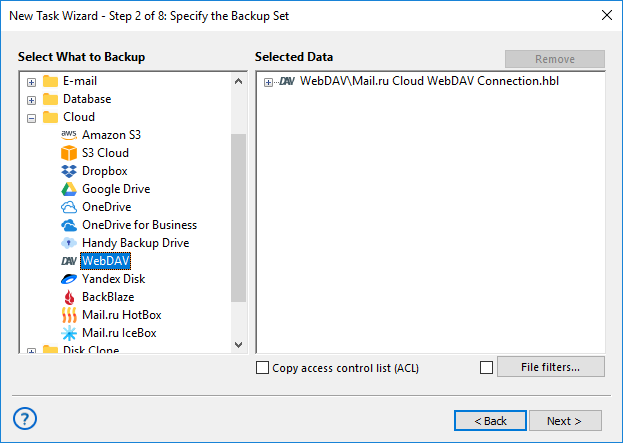 New Task Wizard - Step 2 of 8: Specify the Backup Set
Select What to Backup
E-mail
Database
Cloud
aws Amazon S3
S3 Cloud
Dropbox
Google Drive
OneDrive
OneDrive for Business
Handy Backup Drive
DAV WebDAV
Yandex Disk
BackBlaze
Mail.ru HotBox
Mail.ru IceBox
Disk Clone
Selected Data
Remove
DAV WebDAV\Mail.ru Cloud WebDAV Connection.hbl
Copy access control list (ACL)
File filters...
?
< Back
Next >